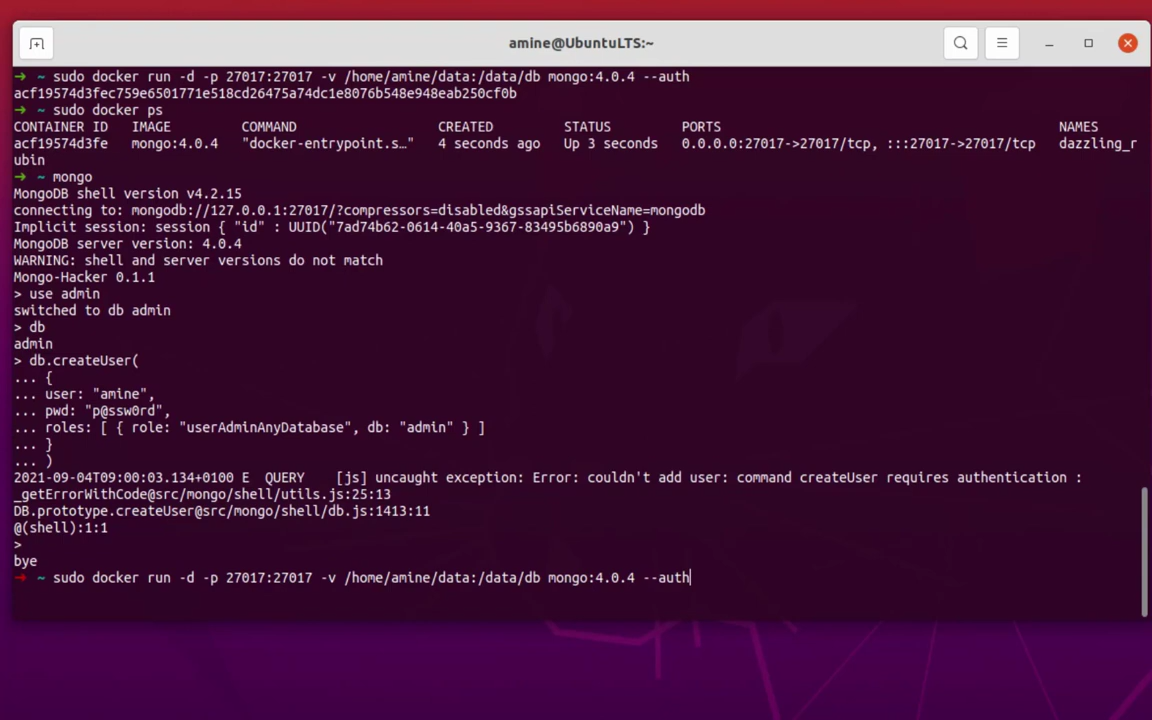 amine@UbuntuLTS:~
➜ ~ sudo docker run -d -p 27017:27017 -v /home/amine/data:/data/db mongo:4.0.4 --auth
acf19574d3fec759e6501771e518cd26475a74dc1e8076b548e948eab250cf0b
➜ ~ sudo docker ps
CONTAINER ID IMAGE COMMAND CREATED STATUS PORTS NAMES
acf19574d3fe mongo:4.0.4 "docker-entrypoint.s…" 4 seconds ago Up 3 seconds 0.0.0.0:27017->27017/tcp, :::27017->27017/tcp dazzling_r
ubin
➜ ~ mongo
MongoDB shell version v4.2.15
connecting to: mongodb://127.0.0.1:27017/?compressors=disabled&gssapiServiceName=mongodb
Implicit session: session { "id" : UUID("7ad74b62-0614-40a5-9367-83495b6890a9") }
MongoDB server version: 4.0.4
WARNING: shell and server versions do not match
Mongo-Hacker 0.1.1
> use admin
switched to db admin
> db
admin
> db.createUser(
... {
... user: "amine",
... pwd: "p@ssw0rd",
... roles: [ { role: "userAdminAnyDatabase", db: "admin" } ]
... }
... )
2021-09-04T09:00:03.134+0100 E QUERY [js] uncaught exception: Error: couldn't add user: command createUser requires authentication :
_getErrorWithCode@src/mongo/shell/utils.js:25:13
DB.prototype.createUser@src/mongo/shell/db.js:1413:11
@(shell):1:1
>
bye
➜ ~ sudo docker run -d -p 27017:27017 -v /home/amine/data:/data/db mongo:4.0.4 --auth